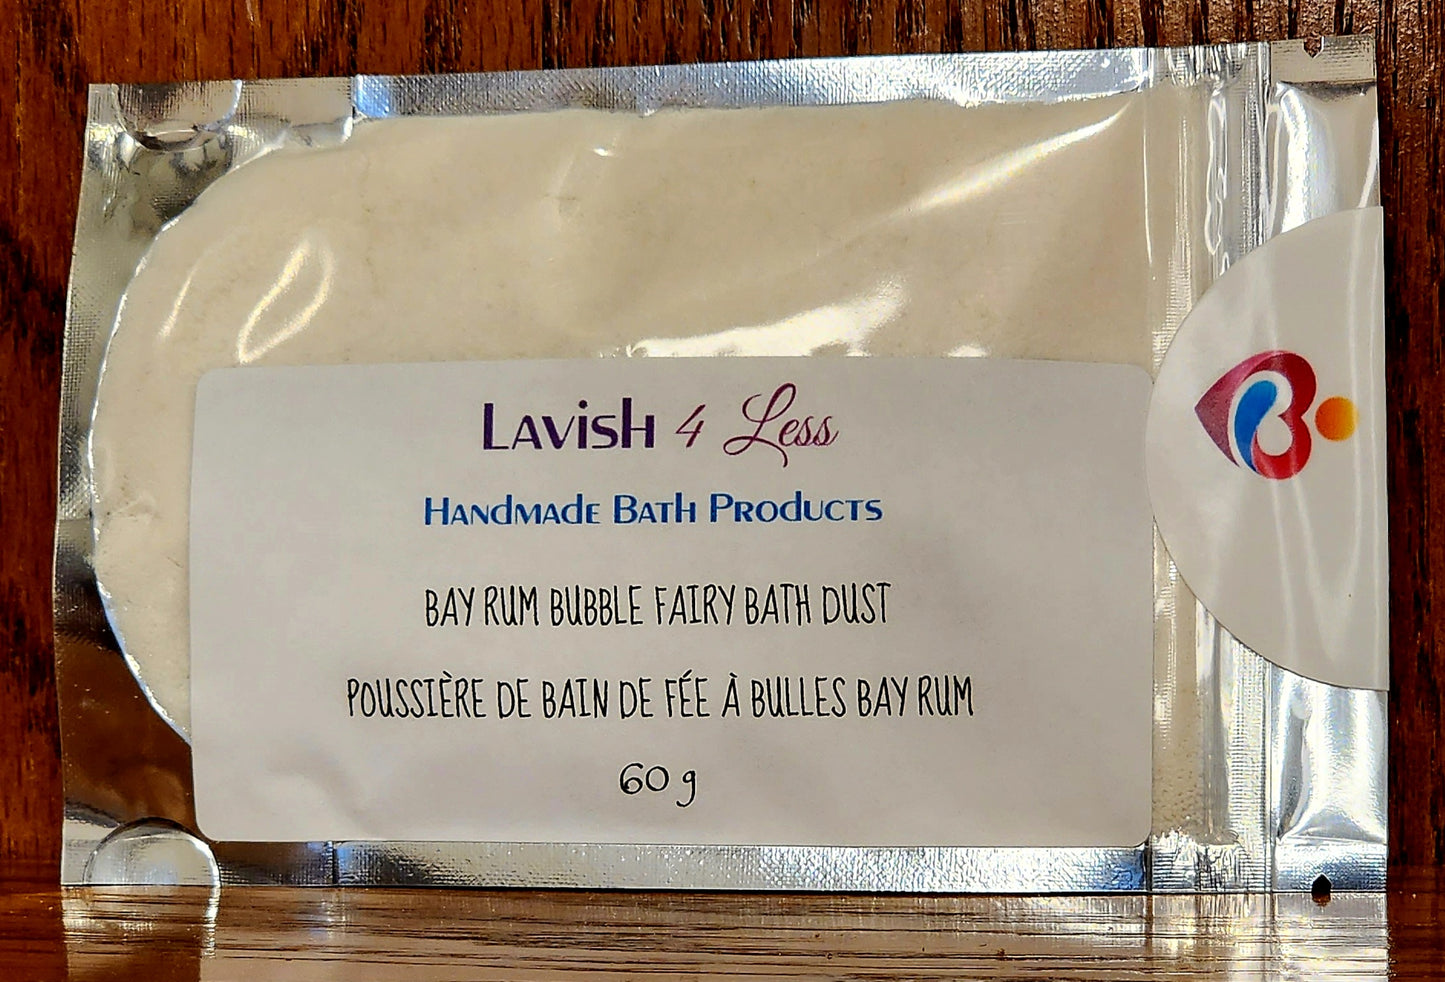 Lavish 4 Less
Handmade Bath Products
BAY RUM BUBBLE FAIRY BATH DUST
POUSSIÈRE DE BAIN DE FÉE À BULLES BAY RUM
60 g